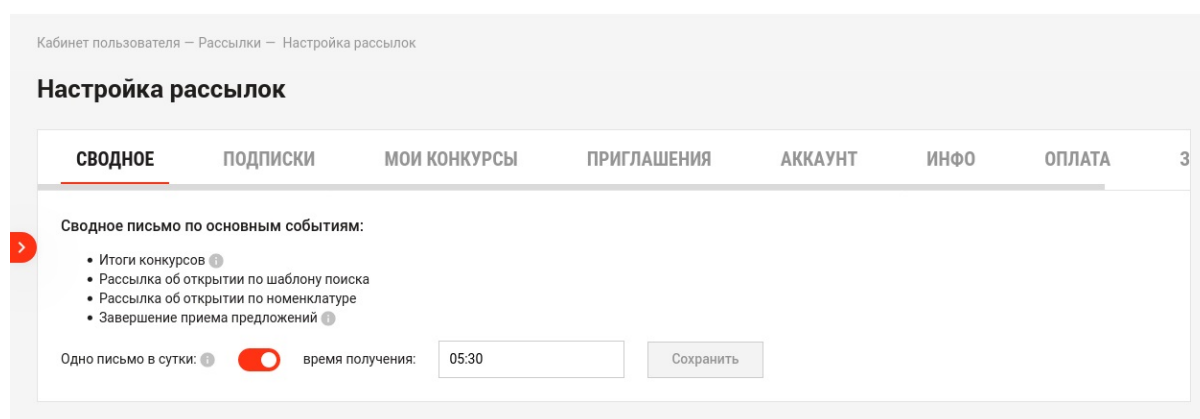 Кабинет пользователя — Рассылки — Настройка рассылок
Настройка рассылок
СВОДНОЕ ПОДПИСКИ МОИ КОНКУРСЫ ПРИГЛАШЕНИЯ АККАУНТ ИНФО ОПЛАТА З
Сводное письмо по основным событиям:
• Итоги конкурсов
• Рассылка об открытии по шаблону поиска
• Рассылка об открытии по номенклатуре
• Завершение приема предложений
Одно письмо в сутки: время получения: 05:30 Сохранить